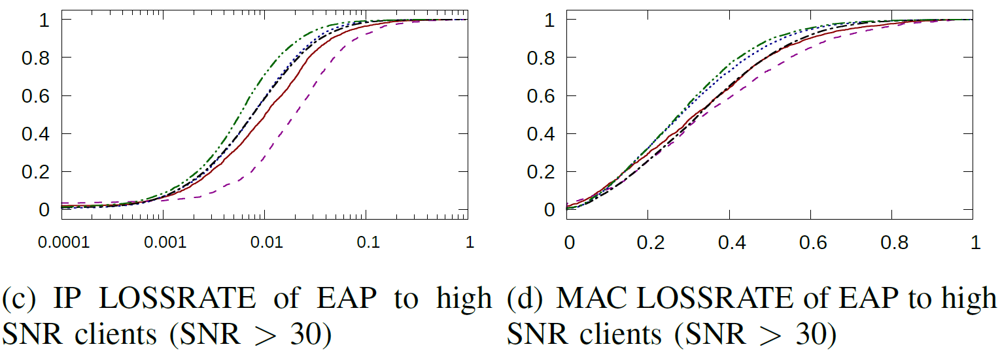 1
0.8
0.6
0.4
0.2
0
0.0001 0.001 0.01 0.1 1
(c) IP LOSSRATE of EAP to high
SNR clients (SNR > 30)
1
0.8
0.6
0.4
0.2
0
0 0.2 0.4 0.6 0.8 1
(d) MAC LOSSRATE of EAP to high
SNR clients (SNR > 30)